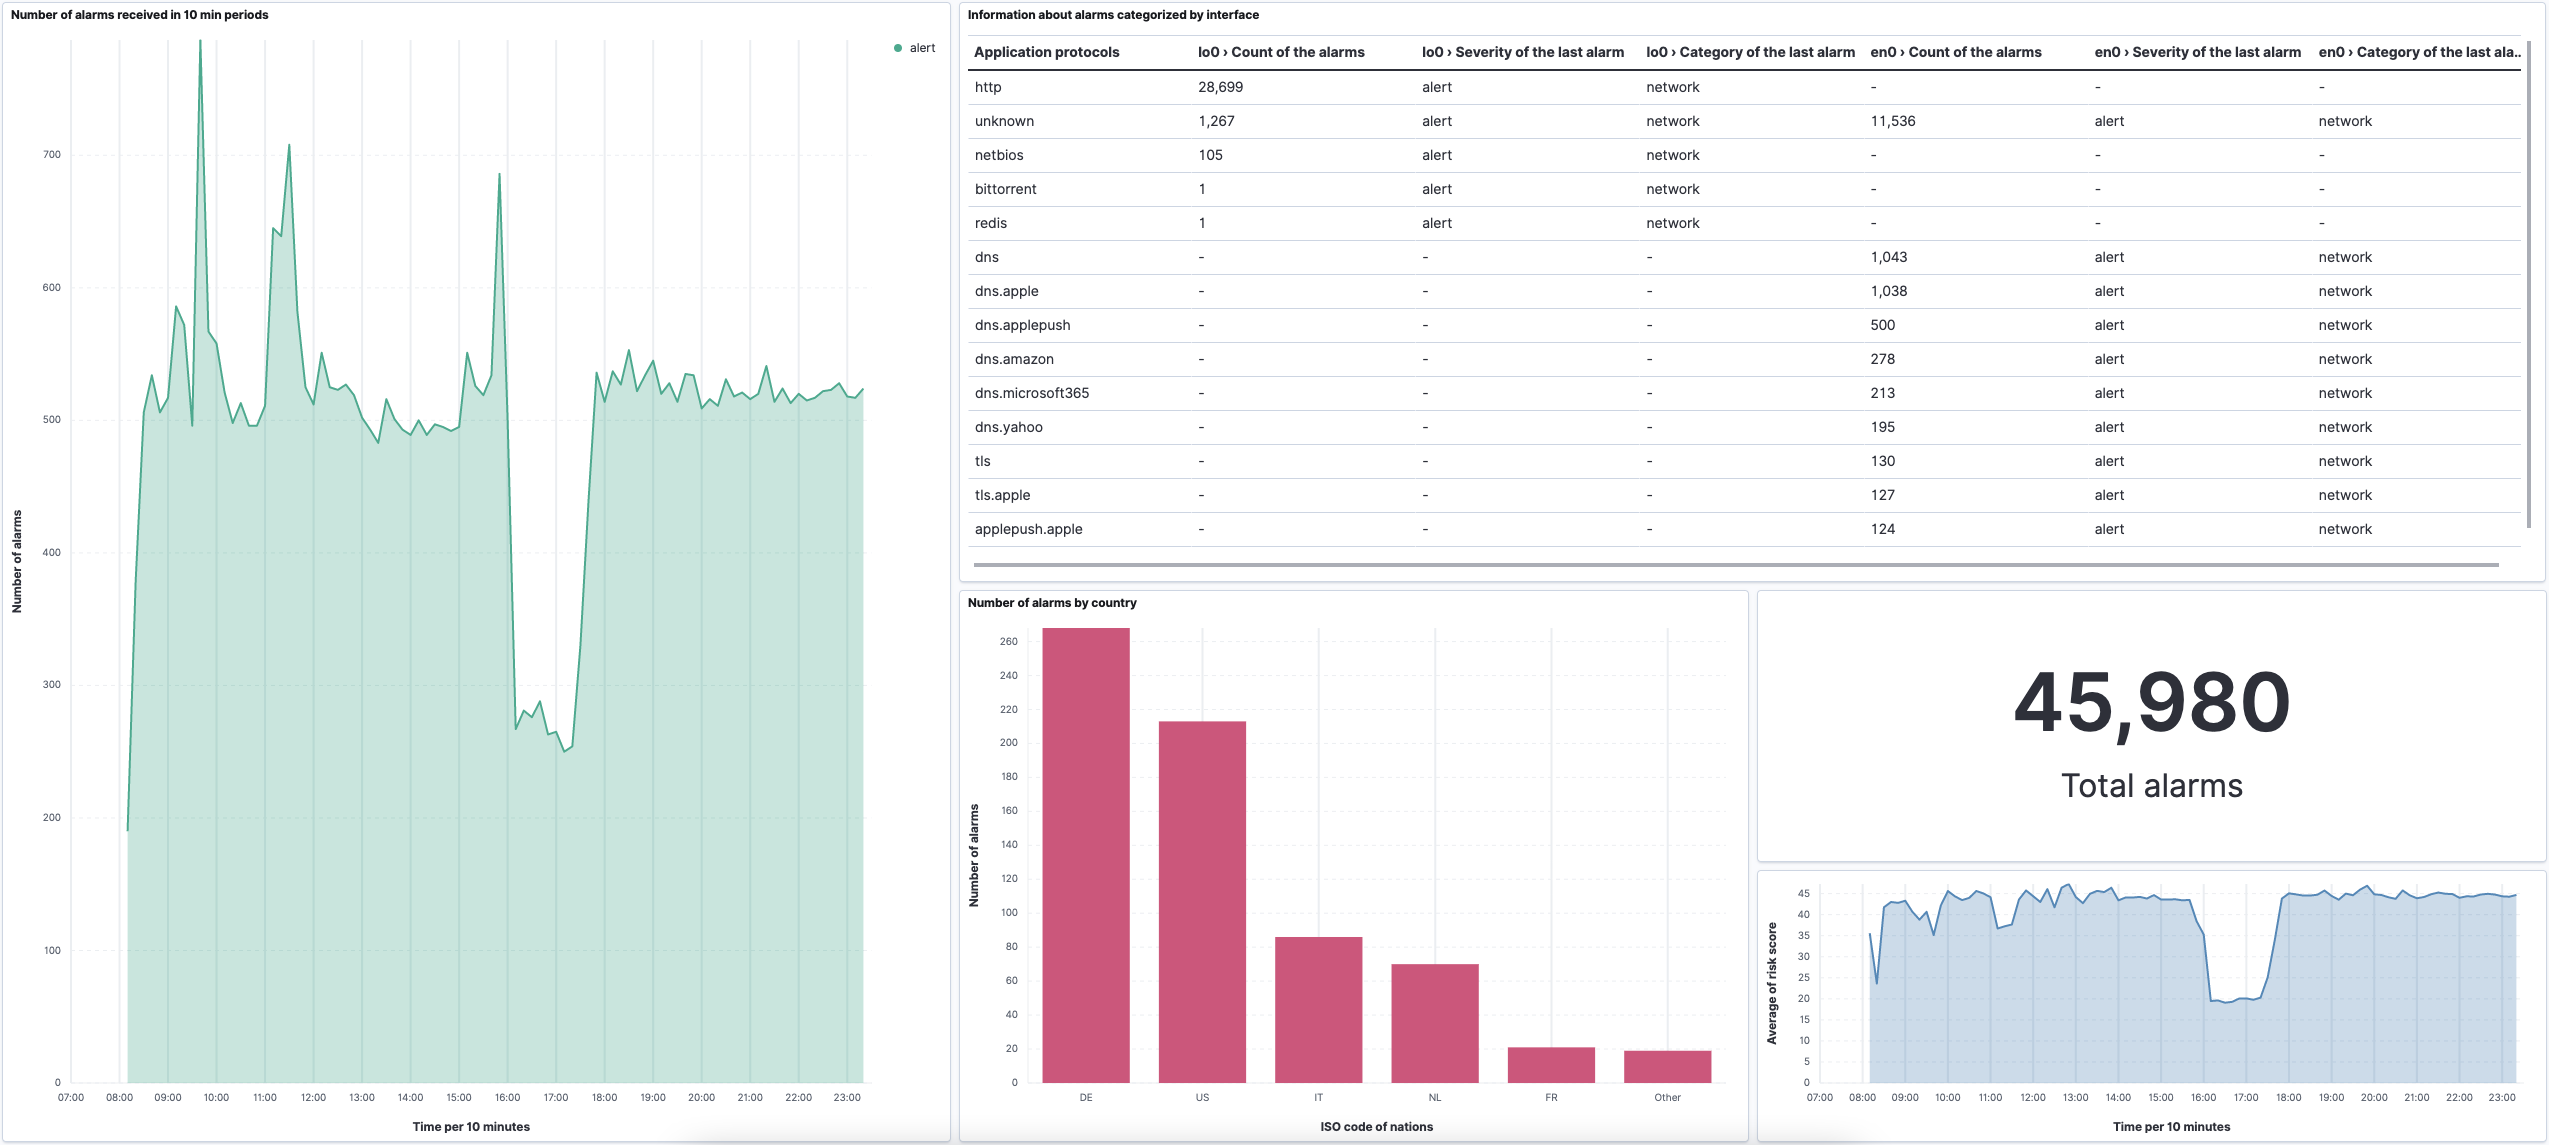 Number of alarms received in 10 min periods
alert
700
600
500
400
300
200
100
0
Number of alarms
07:00 08:00 09:00 10:00 11:00 12:00 13:00 14:00 15:00 16:00 17:00 18:00 19:00 20:00 21:00 22:00 23:00
Time per 10 minutes
Information about alarms categorized by interface
Application protocols lo0 › Count of the alarms lo0 › Severity of the last alarm lo0 › Category of the last alarm en0 › Count of the alarms en0 › Severity of the last alarm en0 › Category of the last ala..
http 28,699 alert network - - -
unknown 1,267 alert network 11,536 alert network
netbios 105 alert network - - -
bittorrent 1 alert network - - -
redis 1 alert network - - -
dns - - - 1,043 alert network
dns.apple - - - 1,038 alert network
dns.applepush - - - 500 alert network
dns.amazon - - - 278 alert network
dns.microsoft365 - - - 213 alert network
dns.yahoo - - - 195 alert network
tls - - - 130 alert network
tls.apple - - - 127 alert network
applepush.apple - - - 124 alert network
Number of alarms by country
260
240
220
200
180
160
140
120
100
80
60
40
20
0
Number of alarms
DE US IT NL FR Other
ISO code of nations
45,980
Total alarms
45
40
35
30
25
20
15
10
5
0
Average of risk score
07:00 08:00 09:00 10:00 11:00 12:00 13:00 14:00 15:00 16:00 17:00 18:00 19:00 20:00 21:00 22:00 23:00
Time per 10 minutes